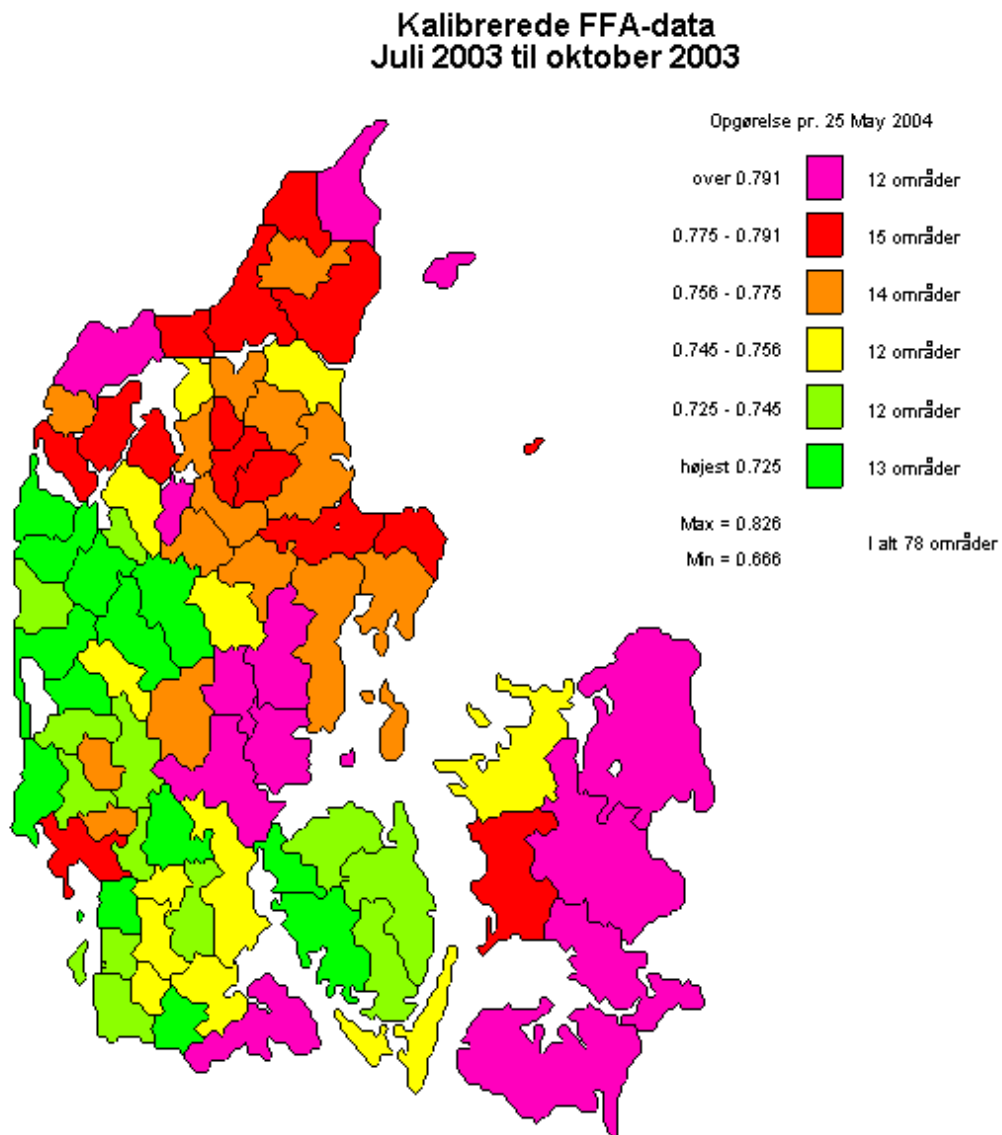 Kalibrerede FFA-data
Juli 2003 til oktober 2003
Opgørelse pr. 25 May 2004
over 0.791 12 områder
0.775 - 0.791 15 områder
0.756 - 0.775 14 områder
0.745 - 0.756 12 områder
0.725 - 0.745 12 områder
højest 0.725 13 områder
Max = 0.826
Min = 0.666
I alt 78 områder